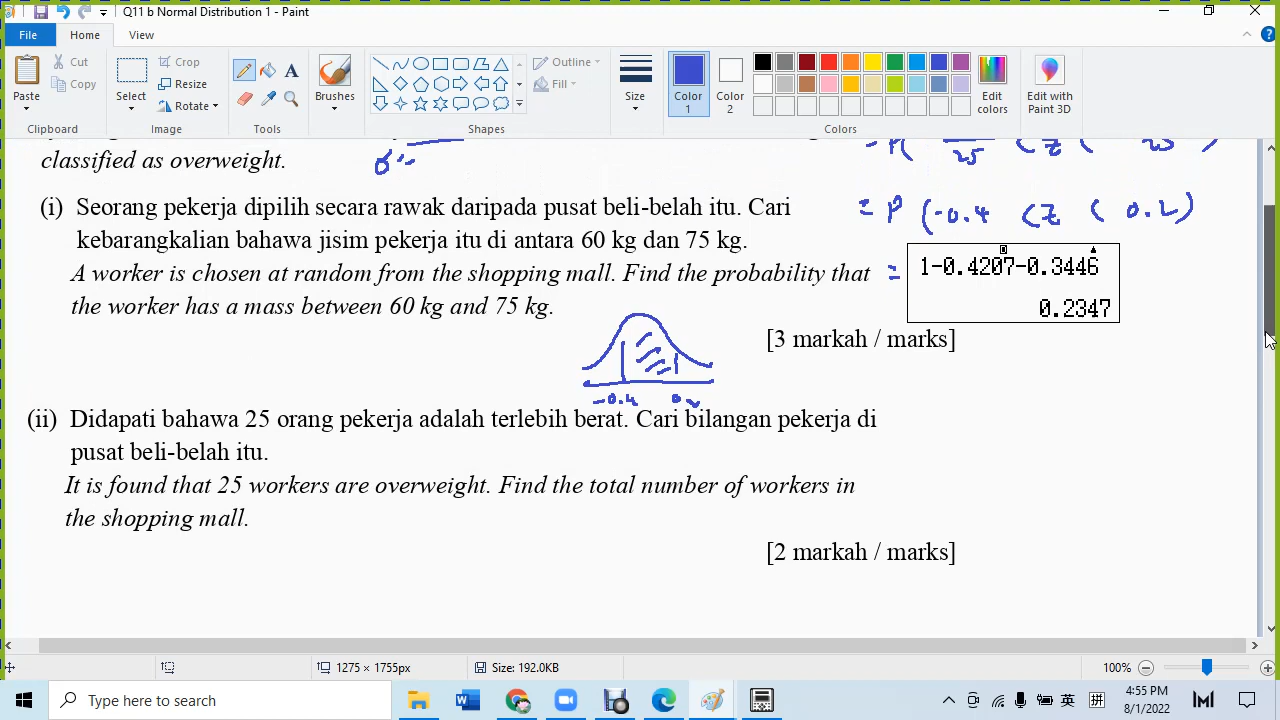 Q11 b Normal Distribution 1 - Paint
File Home View
Paste
Cut
Copy
Clipboard
Select
Crop
Resize
Rotate
Image
Tools
Brushes
Shapes
Outline
Fill
Size
Color 1
Color 2
Colors
Edit colors
Edit with Paint 3D
classified as overweight.
(i) Seorang pekerja dipilih secara rawak daripada pusat beli-belah itu. Cari
kebarangkalian bahawa jisim pekerja itu di antara 60 kg dan 75 kg.
A worker is chosen at random from the shopping mall. Find the probability that
the worker has a mass between 60 kg and 75 kg.
[3 markah / marks]
= P (-0.4 < Z < 0.2)
=
1-0.4207-0.3446
0.2347
-0.4 0.2
(ii) Didapati bahawa 25 orang pekerja adalah terlebih berat. Cari bilangan pekerja di
pusat beli-belah itu.
It is found that 25 workers are overweight. Find the total number of workers in
the shopping mall.
[2 markah / marks]
1275 × 1755px
Size: 192.0KB
100%
Type here to search
英 拼
4:55 PM
8/1/2022